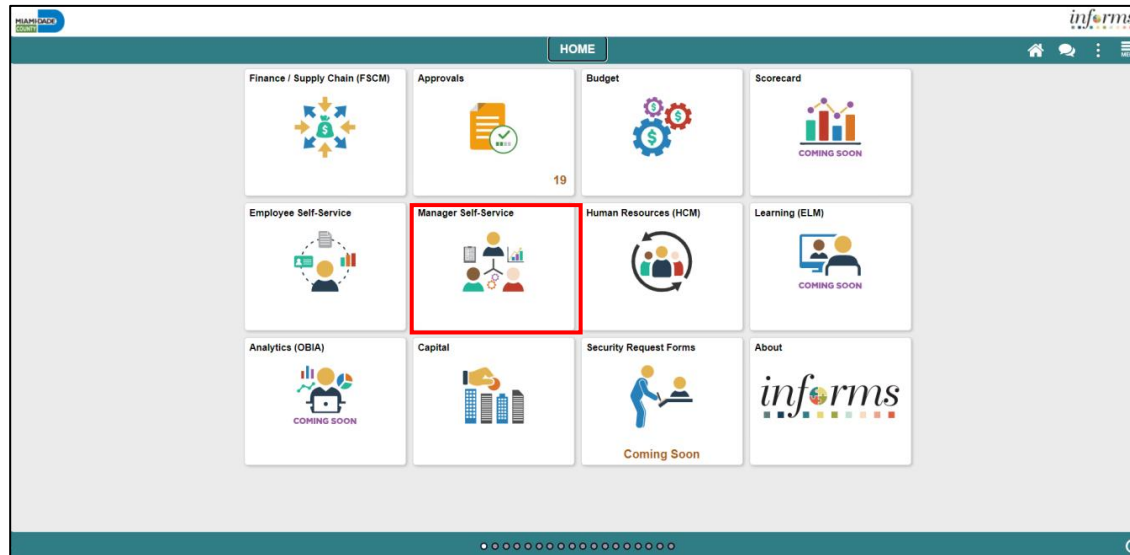 MIAMI-DADE
COUNTY
informs
HOME
Finance / Supply Chain (FSCM)
Approvals
19
Budget
Scorecard
COMING SOON
Employee Self-Service
Manager Self-Service
Human Resources (HCM)
Learning (ELM)
COMING SOON
Analytics (OBIA)
COMING SOON
Capital
Security Request Forms
Coming Soon
About
informs